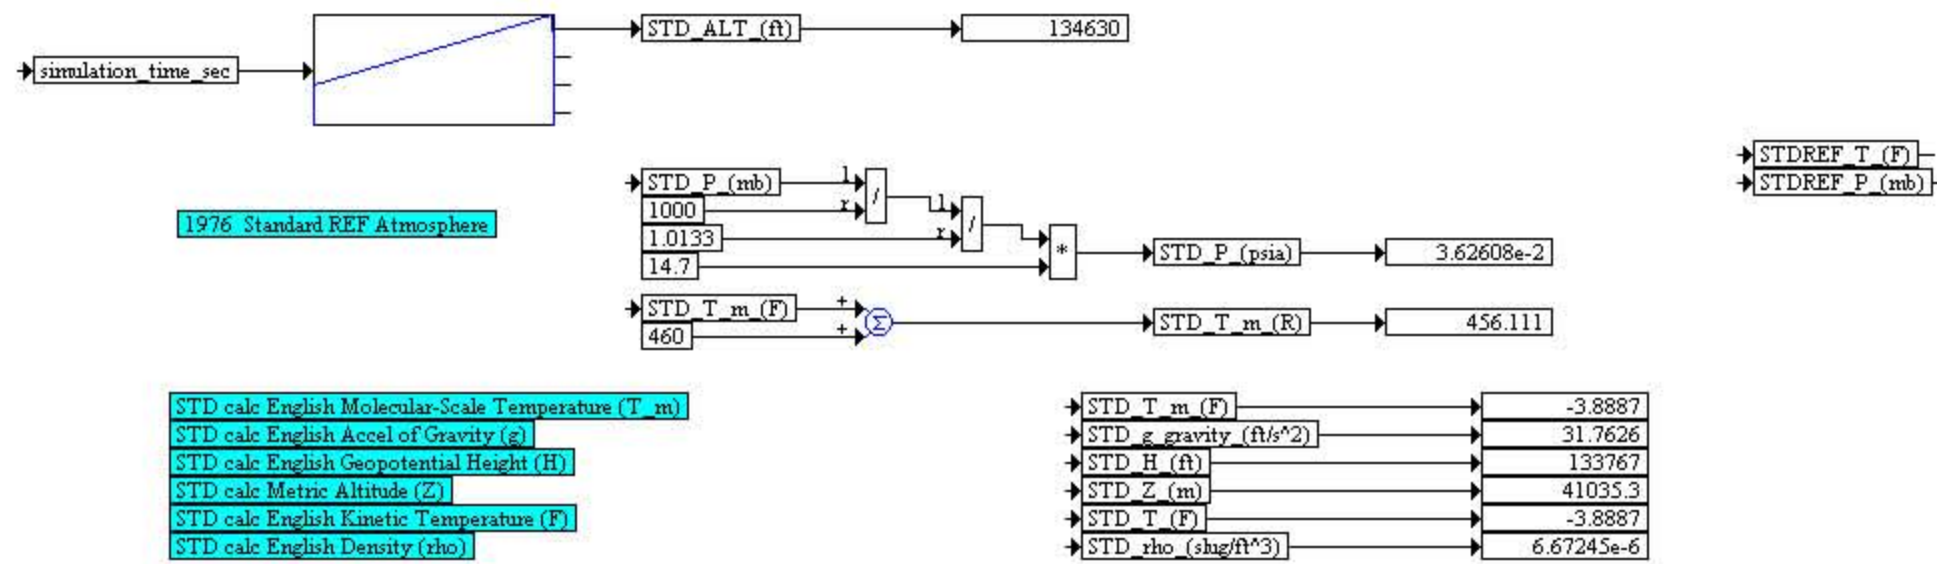 STD_ALT_(ft) 134630
simulation_time_sec
STDREF_T_(F)
STD_P_(mb) l / STDREF_P_(mb)
1000 r l /
1976 Standard REF Atmosphere
1.0133 r *
STD_P_(psia) 3.62608e-2
14.7
STD_T_m_(F) +
Σ STD_T_m_(R) 456.111
460 +
STD calc English Molecular-Scale Temperature (T_m) STD_T_m_(F) -3.8887
STD calc English Accel of Gravity (g) STD_g_gravity_(ft/s^2) 31.7626
STD calc English Geopotential Height (H) STD_H_(ft) 133767
STD calc Metric Altitude (Z) STD_Z_(m) 41035.3
STD calc English Kinetic Temperature (F) STD_T_(F) -3.8887
STD calc English Density (rho) STD_rho_(slug/ft^3) 6.67245e-6